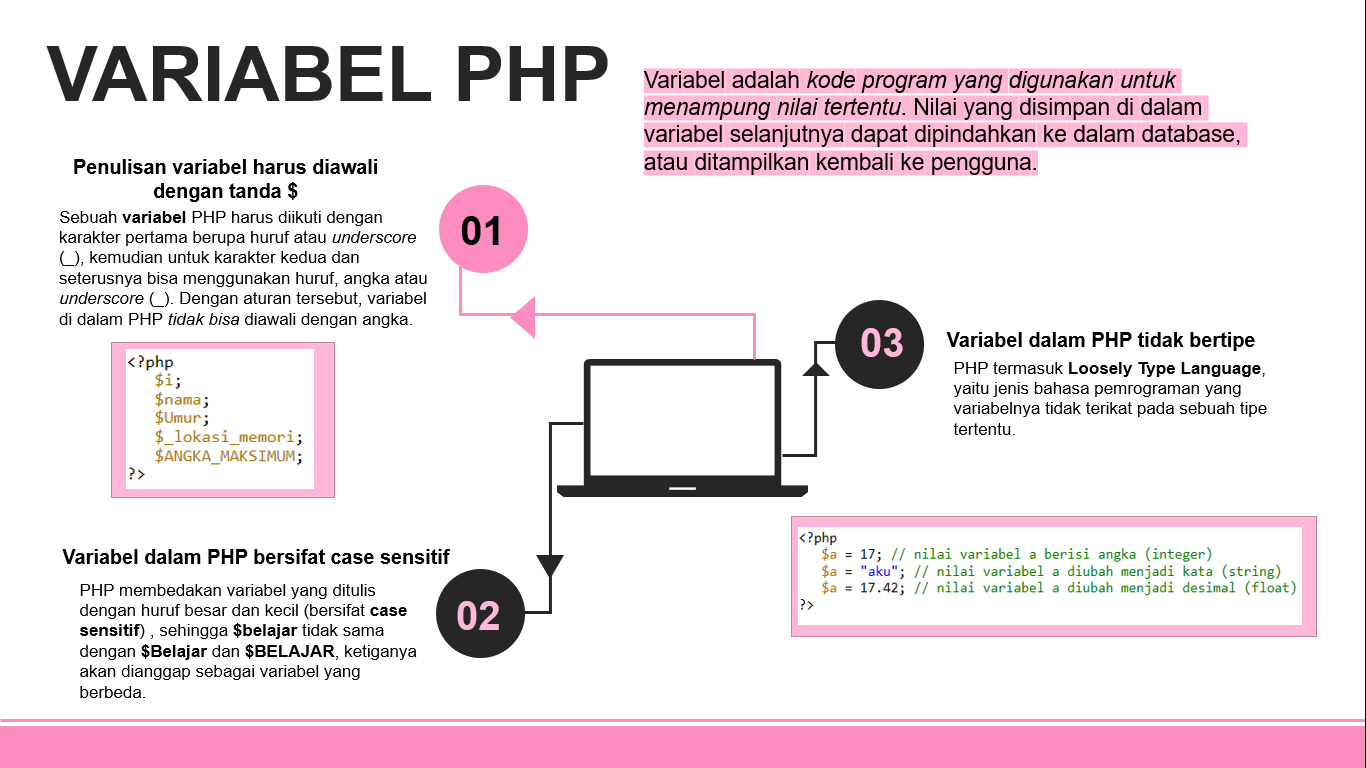 VARIABEL PHP
Variabel adalah kode program yang digunakan untuk
menampung nilai tertentu. Nilai yang disimpan di dalam
variabel selanjutnya dapat dipindahkan ke dalam database,
atau ditampilkan kembali ke pengguna.
Penulisan variabel harus diawali
dengan tanda $
Sebuah variabel PHP harus diikuti dengan
karakter pertama berupa huruf atau underscore
(_), kemudian untuk karakter kedua dan
seterusnya bisa menggunakan huruf, angka atau
underscore (_). Dengan aturan tersebut, variabel
di dalam PHP tidak bisa diawali dengan angka.
01
<?php
$i;
$nama;
$Umur;
$_lokasi_memori;
$ANGKA_MAKSIMUM;
?>
Variabel dalam PHP bersifat case sensitif
PHP membedakan variabel yang ditulis
dengan huruf besar dan kecil (bersifat case
sensitif) , sehingga $belajar tidak sama
dengan $Belajar dan $BELAJAR, ketiganya
akan dianggap sebagai variabel yang
berbeda.
02
03
Variabel dalam PHP tidak bertipe
PHP termasuk Loosely Type Language,
yaitu jenis bahasa pemrograman yang
variabelnya tidak terikat pada sebuah tipe
tertentu.
<?php
$a = 17; // nilai variabel a berisi angka (integer)
$a = "aku"; // nilai variabel a diubah menjadi kata (string)
$a = 17.42; // nilai variabel a diubah menjadi desimal (float)
?>